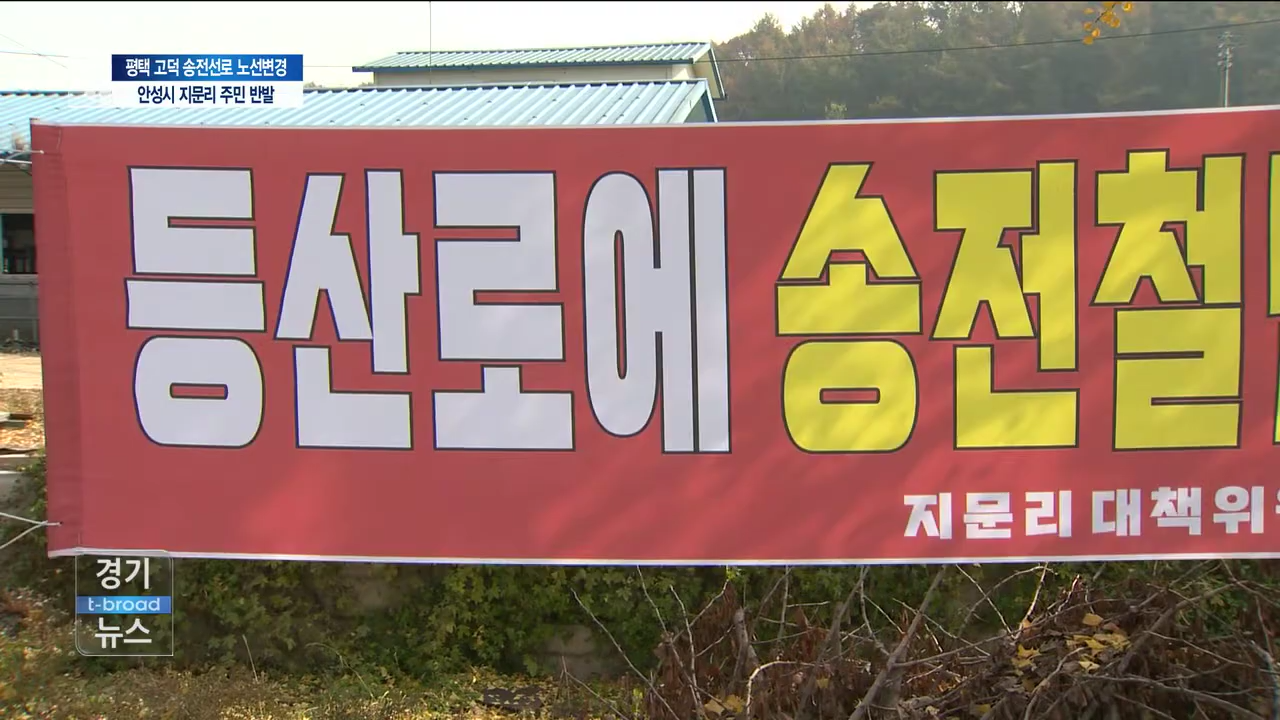 평택 고덕 송전선로 노선변경
안성시 지문리 주민 반발
등산로에 송전철
지문리 대책위
경기
t-broad
뉴스